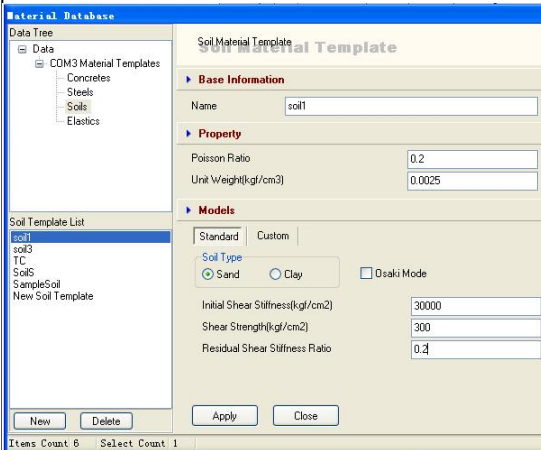 Material Database
Data Tree
Data
COM3 Material Templates
Concretes
Steels
Soils
Elastics
Soil Template List
soil1
soil3
TC
SoilS
SampleSoil
New Soil Template
New Delete
Items Count 6 Select Count 1
Soil Material Template
Soil Material Template
Base Information
Name soil1
Property
Poisson Ratio 0.2
Unit Weight(kgf/cm3) 0.0025
Models
Standard Custom
Soil Type
Sand Clay Osaki Mode
Initial Shear Stiffness(kgf/cm2) 30000
Shear Strength(kgf/cm2) 300
Residual Shear Stiffness Ratio 0.2
Apply Close